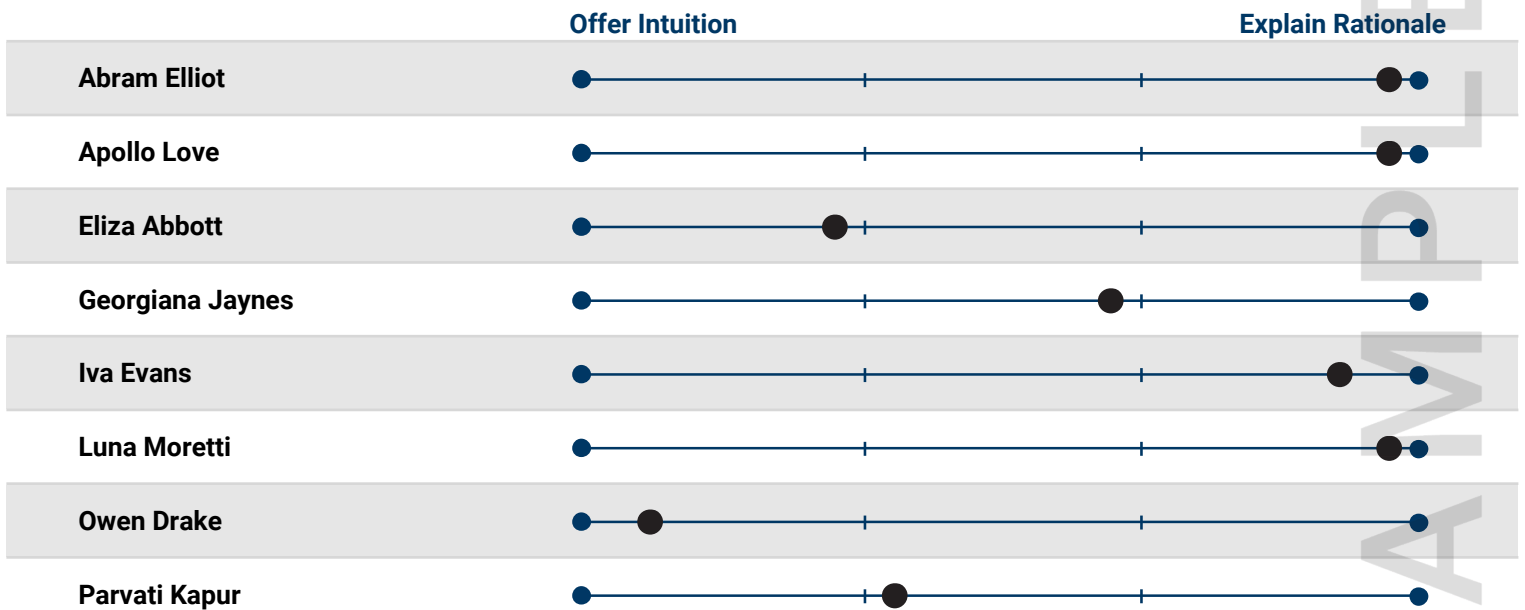 Offer Intuition Explain Rationale
Abram Elliot
Apollo Love
Eliza Abbott
Georgiana Jaynes
Iva Evans
Luna Moretti
Owen Drake
Parvati Kapur
A M P L E